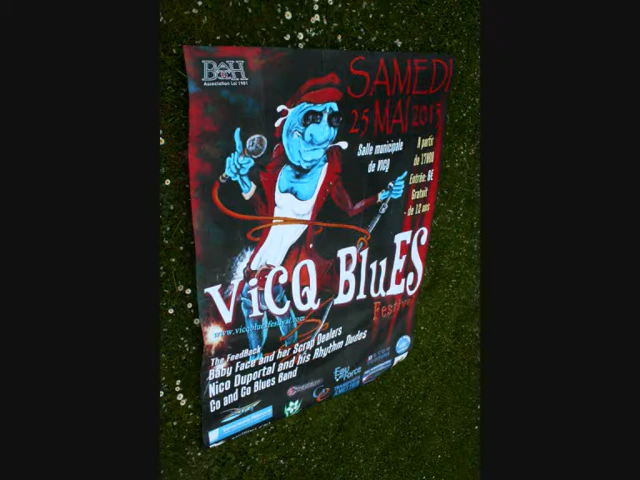 B&H
Association Loi 1901
SAMEDI
25 MAI 2013
Salle municipale
de VICQ
A partir
de 17H00
Entrée: 8€
Gratuit
- de 12 ans
ViCQ BluES
Festival
www.vicqbluesfestival.com
The FeedBack
Baby Face and her Scrap Dealers
Nico Duportal and his Rhythm Dudes
Co and Co Blues Band